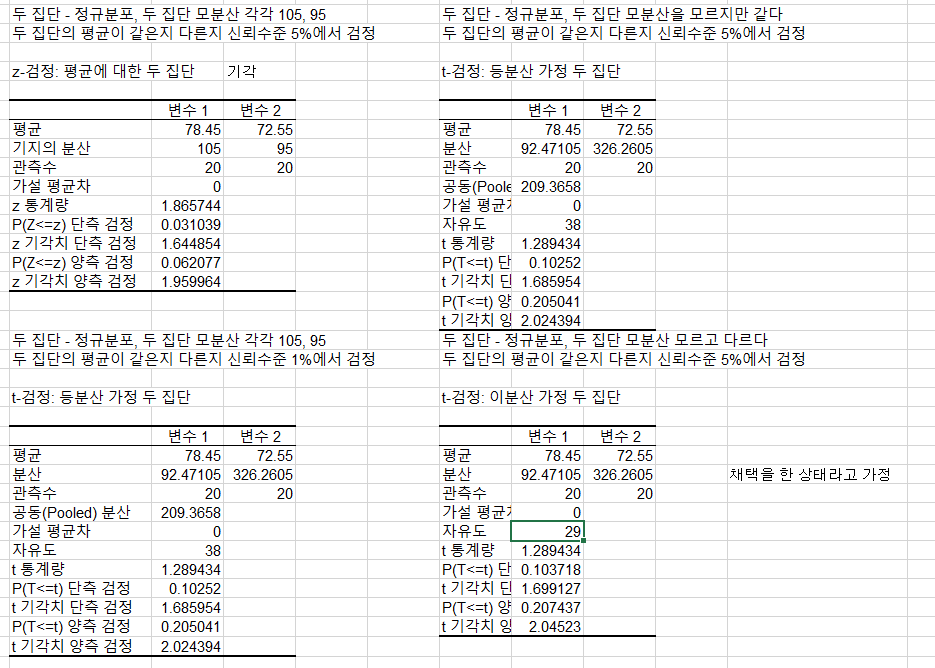 두 집단 - 정규분포, 두 집단 모분산 각각 105, 95
두 집단의 평균이 같은지 다른지 신뢰수준 5%에서 검정
z-검정: 평균에 대한 두 집단 기각
변수 1 변수 2
평균 78.45 72.55
기지의 분산 105 95
관측수 20 20
가설 평균차 0
z 통계량 1.865744
P(Z<=z) 단측 검정 0.031039
z 기각치 단측 검정 1.644854
P(Z<=z) 양측 검정 0.062077
z 기각치 양측 검정 1.959964
두 집단 - 정규분포, 두 집단 모분산을 모르지만 같다
두 집단의 평균이 같은지 다른지 신뢰수준 5%에서 검정
t-검정: 등분산 가정 두 집단
변수 1 변수 2
평균 78.45 72.55
분산 92.47105 326.2605
관측수 20 20
공동(Poole 209.3658
가설 평균 0
자유도 38
t 통계량 1.289434
P(T<=t) 단 0.10252
t 기각치 단 1.685954
P(T<=t) 양 0.205041
t 기각치 양 2.024394
두 집단 - 정규분포, 두 집단 모분산 각각 105, 95
두 집단의 평균이 같은지 다른지 신뢰수준 1%에서 검정
t-검정: 등분산 가정 두 집단
변수 1 변수 2
평균 78.45 72.55
분산 92.47105 326.2605
관측수 20 20
공동(Pooled) 분산 209.3658
가설 평균차 0
자유도 38
t 통계량 1.289434
P(T<=t) 단측 검정 0.10252
t 기각치 단측 검정 1.685954
P(T<=t) 양측 검정 0.205041
t 기각치 양측 검정 2.024394
두 집단 - 정규분포, 두 집단 모분산 모르고 다르다
두 집단의 평균이 같은지 다른지 신뢰수준 5%에서 검정
t-검정: 이분산 가정 두 집단
변수 1 변수 2
평균 78.45 72.55
분산 92.47105 326.2605 채택을 한 상태라고 가정
관측수 20 20
가설 평균 0
자유도 29
t 통계량 1.289434
P(T<=t) 단 0.103718
t 기각치 단 1.699127
P(T<=t) 양 0.207437
t 기각치 양 2.04523